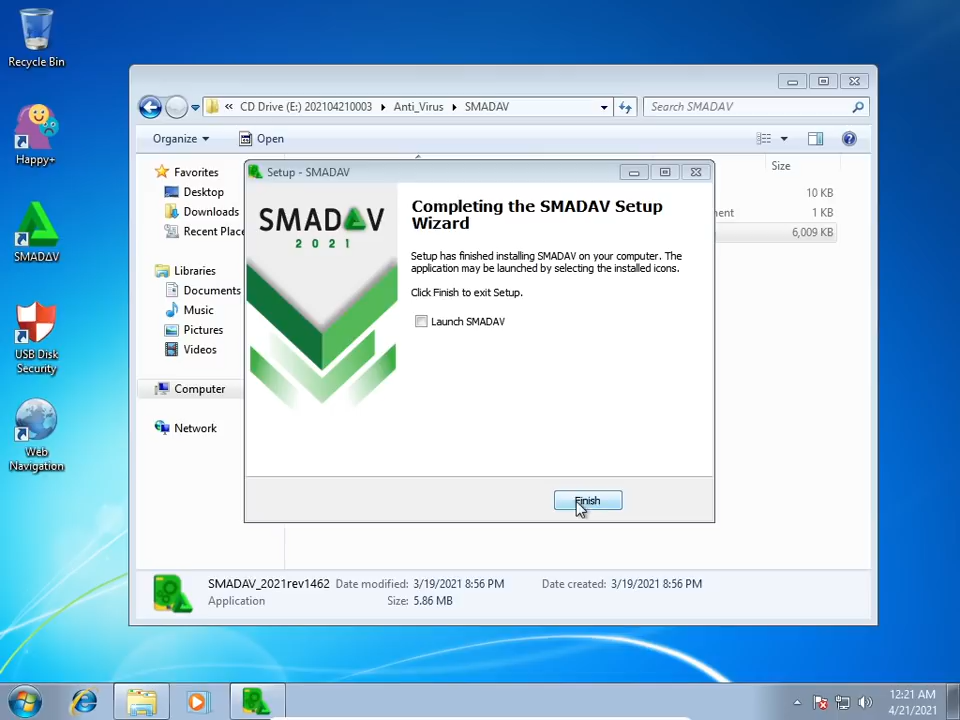 Recycle Bin
Happy+
SMADΔV
USB Disk
Security
Web
Navigation
« CD Drive (E:) 202104210003 Anti_Virus SMADAV
Search SMADAV
Organize
Open
Favorites
Desktop
Downloads
Recent Place
Libraries
Documents
Music
Pictures
Videos
Computer
Network
Size
10 KB
1 KB
6,009 KB
Setup - SMADAV
SMADΔV
2021
Completing the SMADAV Setup
Wizard
Setup has finished installing SMADAV on your computer. The
application may be launched by selecting the installed icons.
Click Finish to exit Setup.
Launch SMADAV
Finish
SMADAV_2021rev1462 Date modified: 3/19/2021 8:56 PM Date created: 3/19/2021 8:56 PM
Application Size: 5.86 MB
12:21 AM
4/21/2021